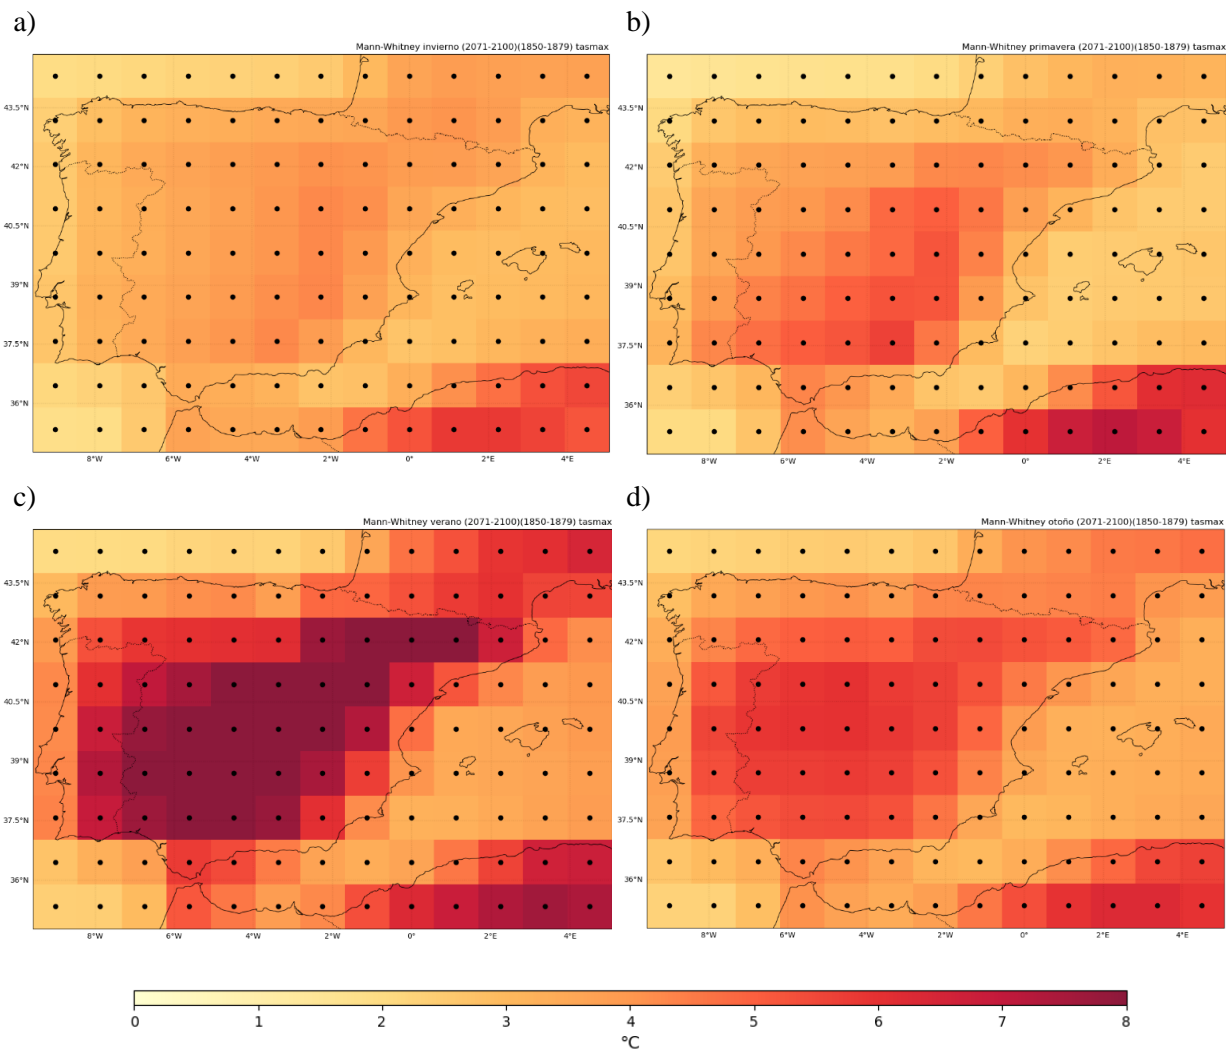 a)
b)
Mann-Whitney invierno (2071-2100)(1850-1879) tasmax
Mann-Whitney primavera (2071-2100)(1850-1879) tasmax
43.5°N
42°N
40.5°N
39°N
37.5°N
36°N
8°W 6°W 4°W 2°W 0° 2°E 4°E
43.5°N
42°N
40.5°N
39°N
37.5°N
36°N
8°W 6°W 4°W 2°W 0° 2°E 4°E
c)
d)
Mann-Whitney verano (2071-2100)(1850-1879) tasmax
Mann-Whitney otoño (2071-2100)(1850-1879) tasmax
43.5°N
42°N
40.5°N
39°N
37.5°N
36°N
8°W 6°W 4°W 2°W 0° 2°E 4°E
43.5°N
42°N
40.5°N
39°N
37.5°N
36°N
8°W 6°W 4°W 2°W 0° 2°E 4°E
0 1 2 3 4 5 6 7 8
°C